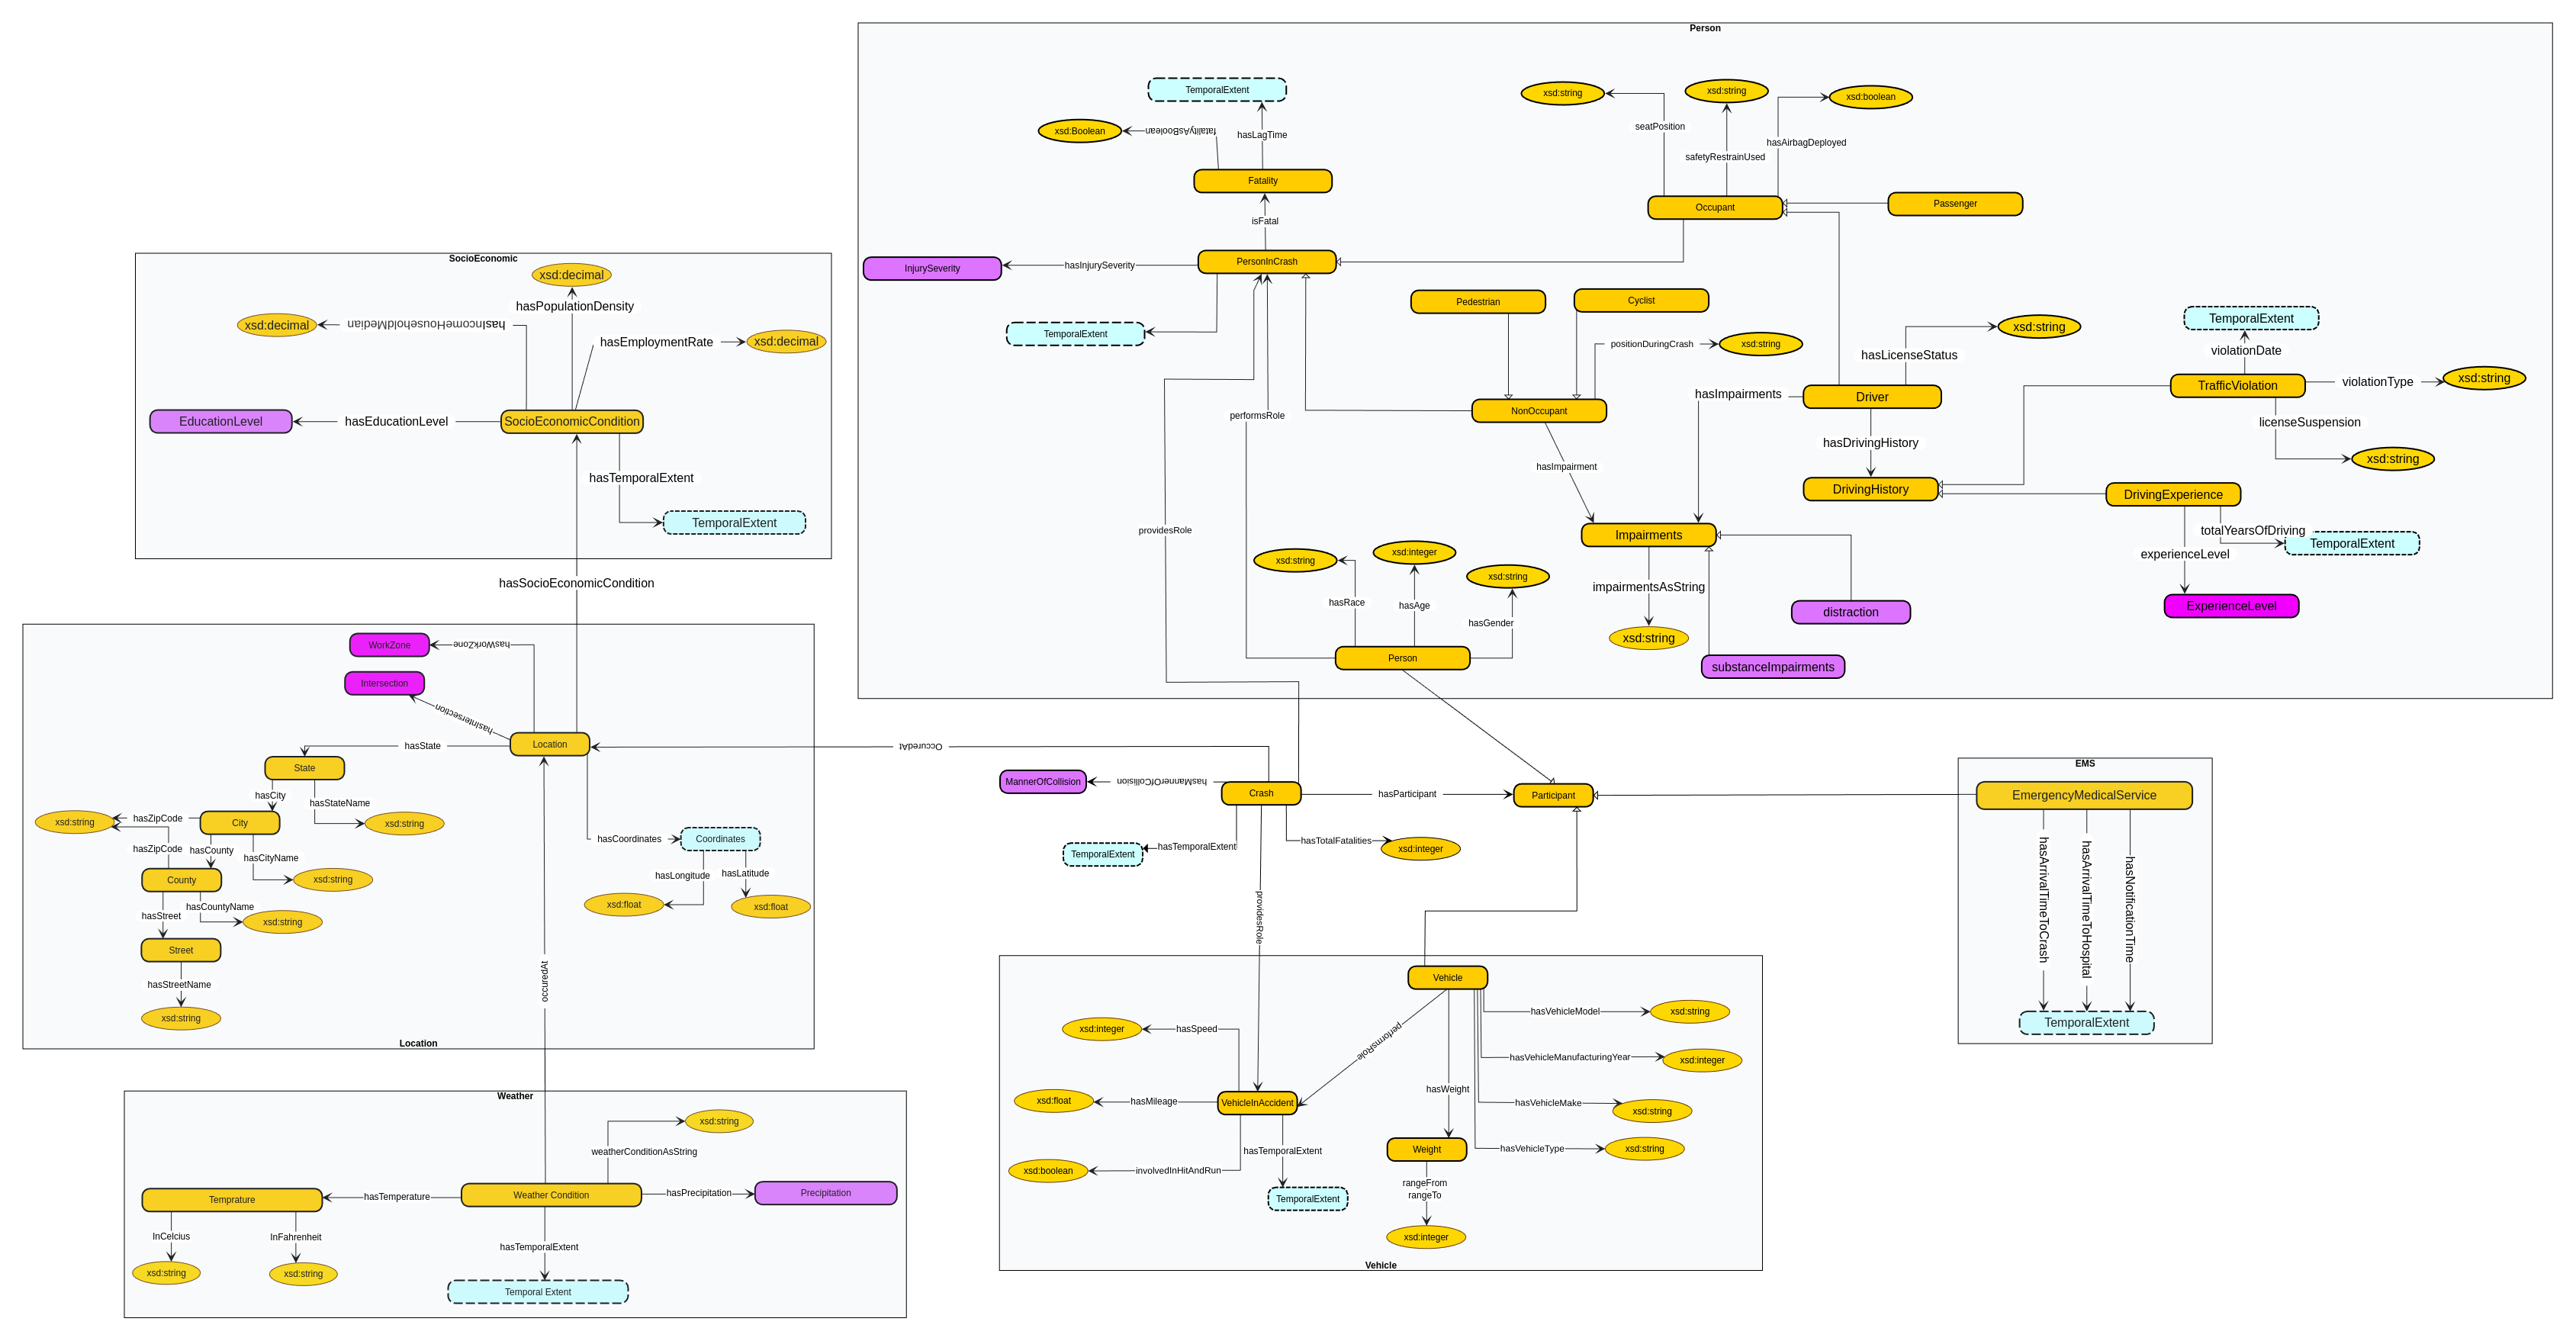 Person
TemporalExtent
xsd:Boolean
fatalityAsBoolean
hasLagTime
Fatality
isFatal
InjurySeverity
hasInjurySeverity
PersonInCrash
TemporalExtent
xsd:string
xsd:string
xsd:boolean
seatPosition
safetyRestrainUsed
hasAirbagDeployed
Occupant
Passenger
Pedestrian
Cyclist
positionDuringCrash
xsd:string
NonOccupant
hasImpairment
hasImpairments
Driver
hasLicenseStatus
xsd:string
hasDrivingHistory
DrivingHistory
TemporalExtent
violationDate
TrafficViolation
violationType
xsd:string
licenseSuspension
xsd:string
DrivingExperience
totalYearsOfDriving
TemporalExtent
experienceLevel
ExperienceLevel
Impairments
impairmentsAsString
xsd:string
distraction
substanceImpairments
performsRole
providesRole
xsd:string
xsd:integer
xsd:string
hasRace
hasAge
hasGender
Person
SocioEconomic
xsd:decimal
hasPopulationDensity
xsd:decimal
hasIncomeHouseholdMedian
hasEmploymentRate
xsd:decimal
EducationLevel
hasEducationLevel
SocioEconomicCondition
hasTemporalExtent
TemporalExtent
hasSocioEconomicCondition
WorkZone
hasWorkZone
Intersection
hasIntersection
Location
hasState
State
hasCity
hasStateName
xsd:string
hasZipCode
City
xsd:string
hasZipCode
hasCounty
hasCityName
County
xsd:string
hasStreet
hasCountyName
xsd:string
Street
hasStreetName
xsd:string
hasCoordinates
Coordinates
hasLongitude
hasLatitude
xsd:float
xsd:float
Location
OccuredAt
occuredAt
MannerOfCollision
hasMannerOfCollision
Crash
hasParticipant
Participant
hasTemporalExtent
TemporalExtent
hasTotalFatalities
xsd:integer
providesRole
EMS
EmergencyMedicalService
hasArrivalTimeToCrash
hasArrivalTimeToHospital
hasNotificationTime
TemporalExtent
Vehicle
xsd:integer
hasSpeed
performsRole
hasVehicleModel
xsd:string
hasVehicleManufacturingYear
xsd:integer
hasWeight
xsd:float
hasMileage
VehicleInAccident
hasVehicleMake
xsd:string
hasTemporalExtent
Weight
hasVehicleType
xsd:string
xsd:boolean
involvedInHitAndRun
TemporalExtent
rangeFrom
rangeTo
xsd:integer
Vehicle
Weather
xsd:string
weatherConditionAsString
Temprature
hasTemperature
Weather Condition
hasPrecipitation
Precipitation
InCelcius
InFahrenheit
xsd:string
xsd:string
hasTemporalExtent
Temporal Extent